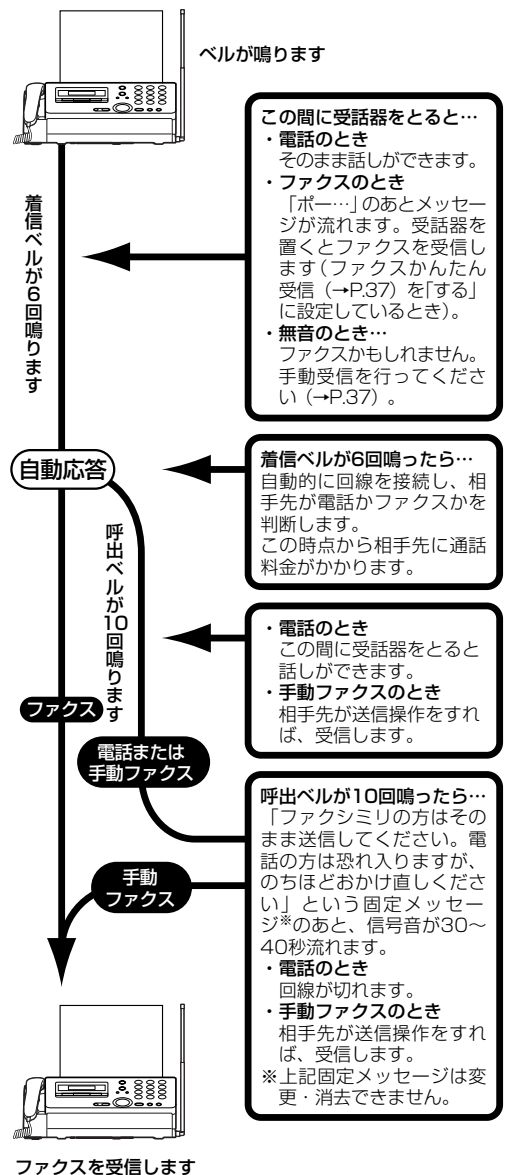 ベルが鳴ります
この間に受話器をとると…
・電話のとき
そのまま話しができます。
・ファクスのとき
「ポー…」のあとメッセー
ジが流れます。受話器を
置くとファクスを受信し
ます(ファクスかんたん
受信(→P.37)を「する」
に設定しているとき)。
・無音のとき…
ファクスかもしれません。
手動受信を行ってくださ
い(→P.37)。
着信ベルが6回鳴ります
自動応答
着信ベルが6回鳴ったら…
自動的に回線を接続し、相
手先が電話かファクスかを
判断します。
この時点から相手先に通話
料金がかかります。
呼出ベルが10回鳴ります
・電話のとき
この間に受話器をとると
話しができます。
・手動ファクスのとき
相手先が送信操作をすれ
ば、受信します。
ファクス
電話または
手動ファクス
呼出ベルが10回鳴ったら…
「ファクシミリの方はその
まま送信してください。電
話の方は恐れ入りますが、
のちほどおかけ直しくださ
い」という固定メッセー
ジ※のあと、信号音が30～
40秒流れます。
・電話のとき
回線が切れます。
・手動ファクスのとき
相手先が送信操作をすれ
ば、受信します。
※上記固定メッセージは変
更・消去できません。
手動
ファクス
ファクスを受信します